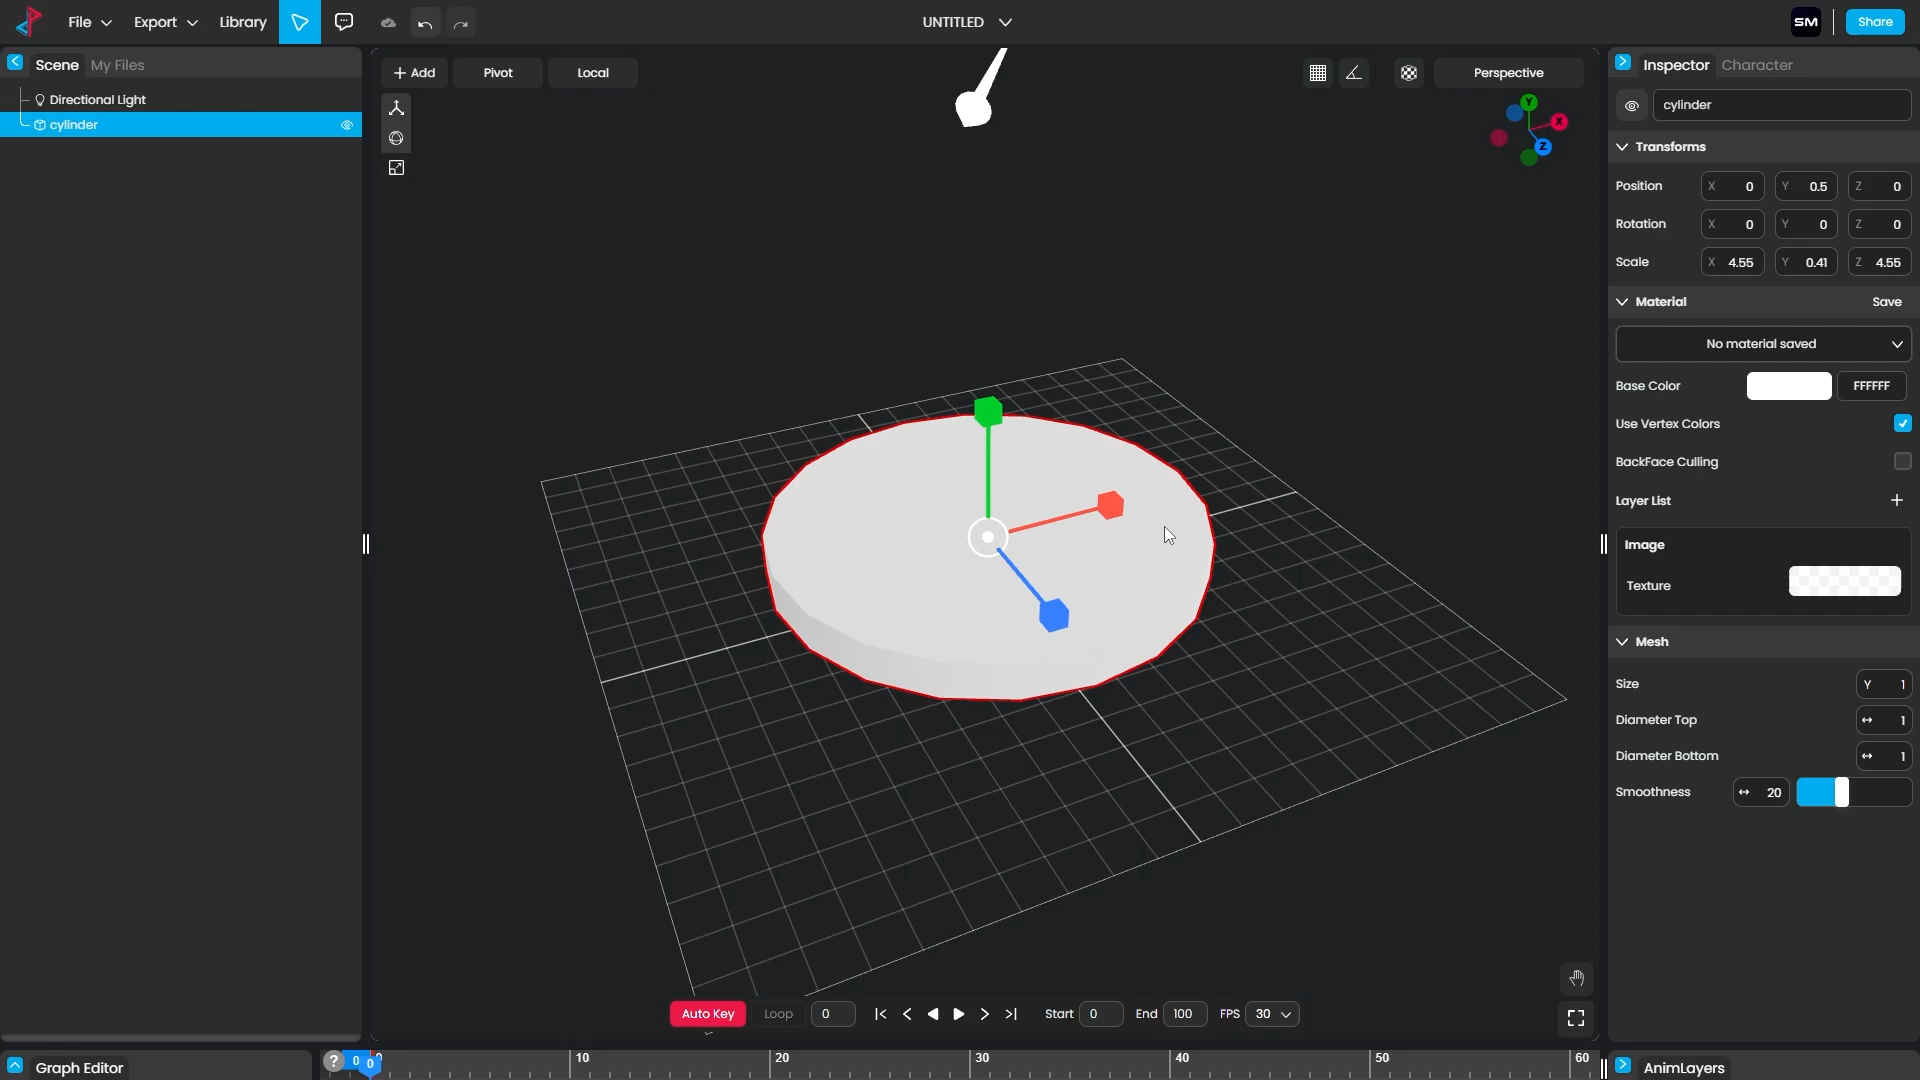 File Export Library UNTITLED SM Share
Scene My Files
+ Add Pivot Local Perspective
Inspector Character
Directional Light
cylinder
cylinder
Y
X
Z
Transforms
Position X 0 Y 0.5 Z 0
Rotation X 0 Y 0 Z 0
Scale X 4.55 Y 0.41 Z 4.55
Material Save
No material saved
Base Color FFFFFF
Use Vertex Colors
BackFace Culling
Layer List +
Image
Texture
Mesh
Size Y 1
Diameter Top 1
Diameter Bottom 1
Smoothness 20
Auto Key Loop 0 Start 0 End 100 FPS 30
Graph Editor ? 0 0 0 10 20 30 40 50 60 AnimLayers